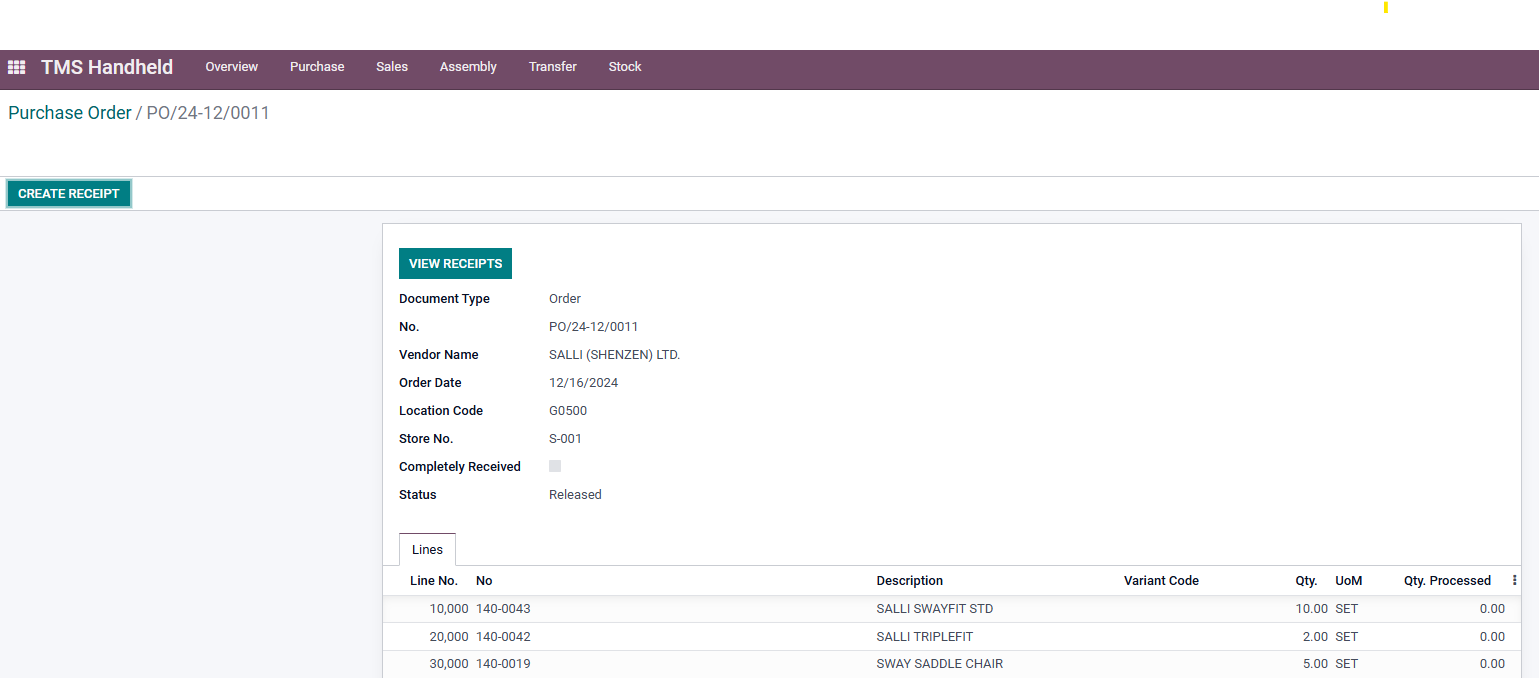 TMS Handheld Overview Purchase Sales Assembly Transfer Stock
Purchase Order / PO/24-12/0011
CREATE RECEIPT
VIEW RECEIPTS
Document Type Order
No. PO/24-12/0011
Vendor Name SALLI (SHENZEN) LTD.
Order Date 12/16/2024
Location Code G0500
Store No. S-001
Completely Received
Status Released
Lines
Line No. No Description Variant Code Qty. UoM Qty. Processed
10,000 140-0043 SALLI SWAYFIT STD 10.00 SET 0.00
20,000 140-0042 SALLI TRIPLEFIT 2.00 SET 0.00
30,000 140-0019 SWAY SADDLE CHAIR 5.00 SET 0.00